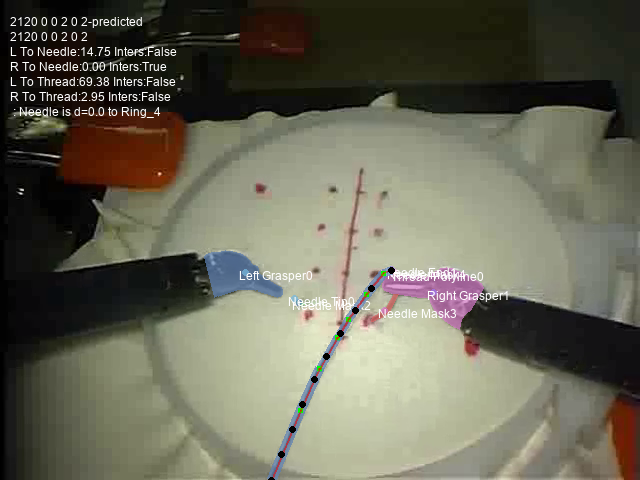 2120 0 0 2 0 2-predicted
2120 0 0 2 0 2
L To Needle:14.75 Inters:False
R To Needle:0.00 Inters:True
L To Thread:69.38 Inters:False
R To Thread:2.95 Inters:False
: Needle is d=0.0 to Ring_4
Left Grasper0
Right Grasper1
Needle Tip0
Needle Mask3